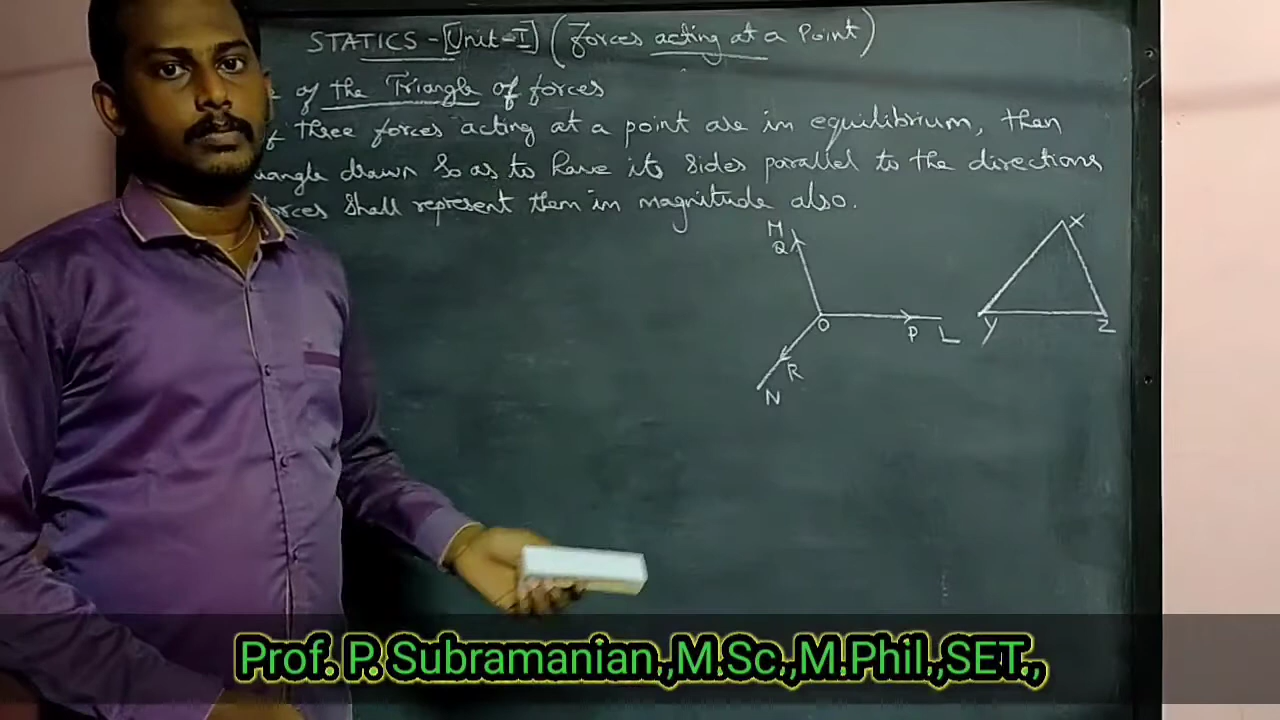 STATICS - [Unit-I] (Forces acting at a Point)
of the Triangle of forces
three forces acting at a point are in equilibrium, then
drawn so as to have its sides parallel to the directions
shall represent them in magnitude also.
M
Q
O
P
L
R
N
X
Y
Z
Prof. P. Subramanian.,M.Sc.,M.Phil.,SET.,